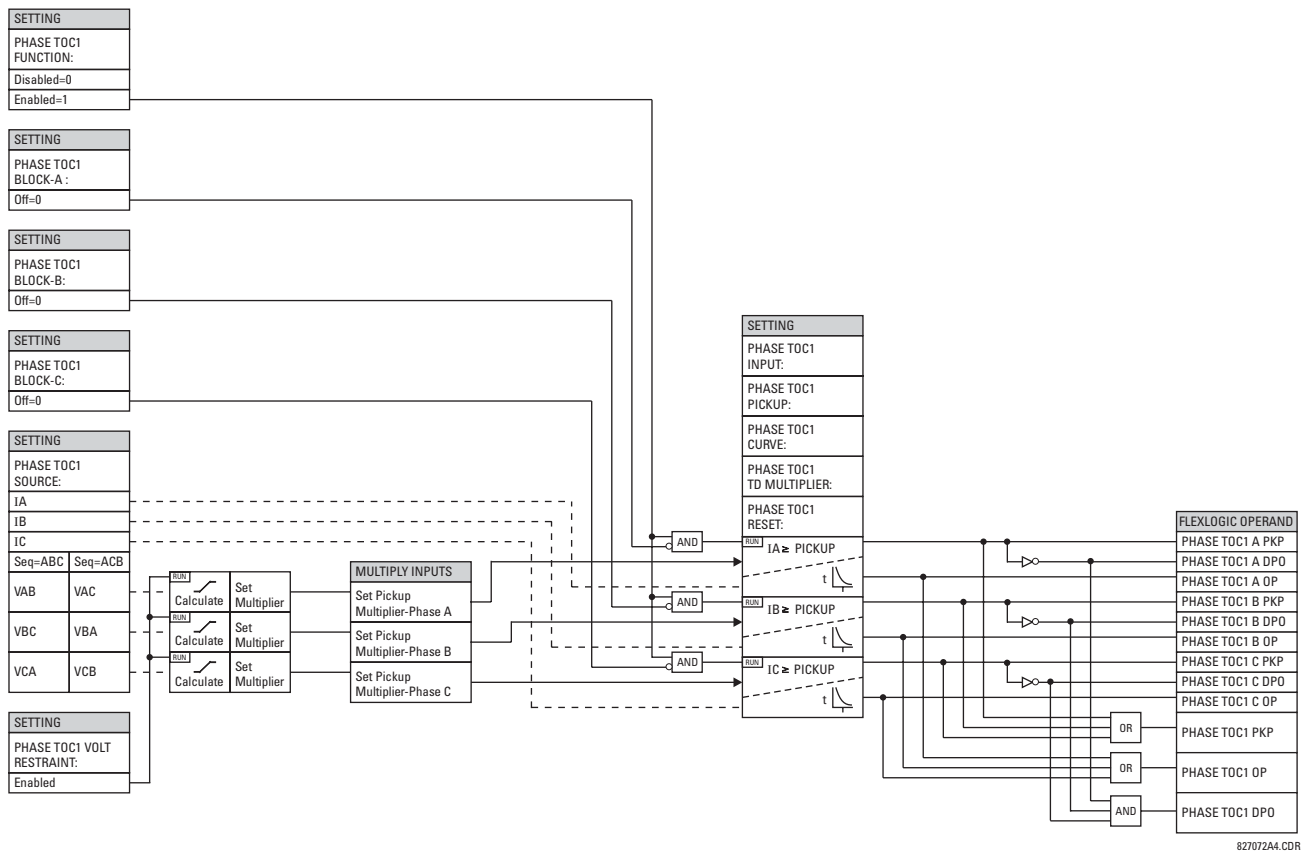 SETTING
PHASE TOC1
FUNCTION:
Disabled=0
Enabled=1
SETTING
PHASE TOC1
BLOCK-A :
Off=0
SETTING
PHASE TOC1
BLOCK-B:
Off=0
SETTING
PHASE TOC1
BLOCK-C:
Off=0
SETTING
PHASE TOC1
SOURCE:
IA
IB
IC
Seq=ABC Seq=ACB
VAB VAC
VBC VBA
VCA VCB
SETTING
PHASE TOC1 VOLT
RESTRAINT:
Enabled
RUN
Calculate
Set
Multiplier
RUN
Calculate
Set
Multiplier
RUN
Calculate
Set
Multiplier
MULTIPLY INPUTS
Set Pickup
Multiplier-Phase A
Set Pickup
Multiplier-Phase B
Set Pickup
Multiplier-Phase C
AND
AND
AND
SETTING
PHASE TOC1
INPUT:
PHASE TOC1
PICKUP:
PHASE TOC1
CURVE:
PHASE TOC1
TD MULTIPLIER:
PHASE TOC1
RESET:
RUN
IA ≥ PICKUP
t
RUN
IB ≥ PICKUP
t
RUN
IC ≥ PICKUP
t
OR
OR
AND
FLEXLOGIC OPERAND
PHASE TOC1 A PKP
PHASE TOC1 A DPO
PHASE TOC1 A OP
PHASE TOC1 B PKP
PHASE TOC1 B DPO
PHASE TOC1 B OP
PHASE TOC1 C PKP
PHASE TOC1 C DPO
PHASE TOC1 C OP
PHASE TOC1 PKP
PHASE TOC1 OP
PHASE TOC1 DPO
827072A4.CDR